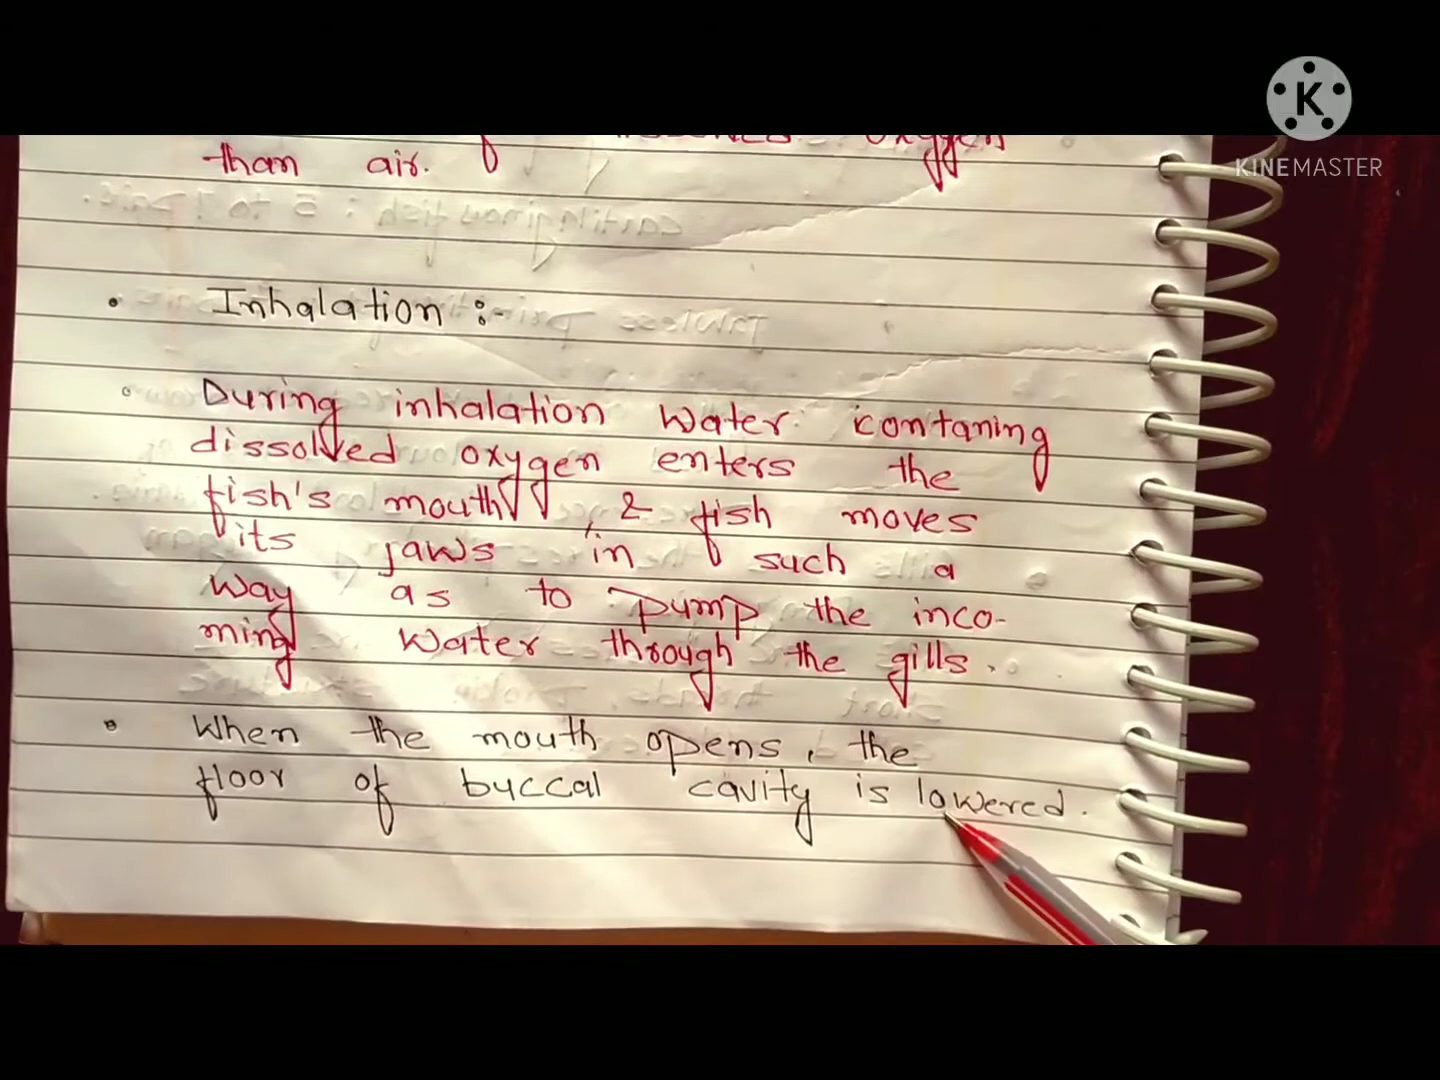 K
KINEMASTER
oxygen
than air.
Inhalation :-
During inhalation water contaning
dissolved oxygen enters the
fish's mouth, & fish moves
its jaws in such a
way as to pump the inco-
ming water through the gills.
When the mouth opens, the
floor of buccal cavity is lowered.